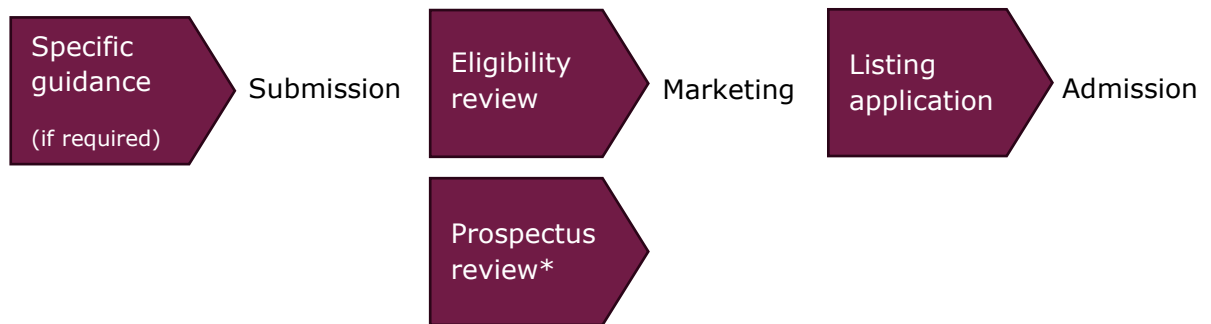 Specific
guidance
(if required)
Submission
Eligibility
review
Marketing
Listing
application
Admission
Prospectus
review*